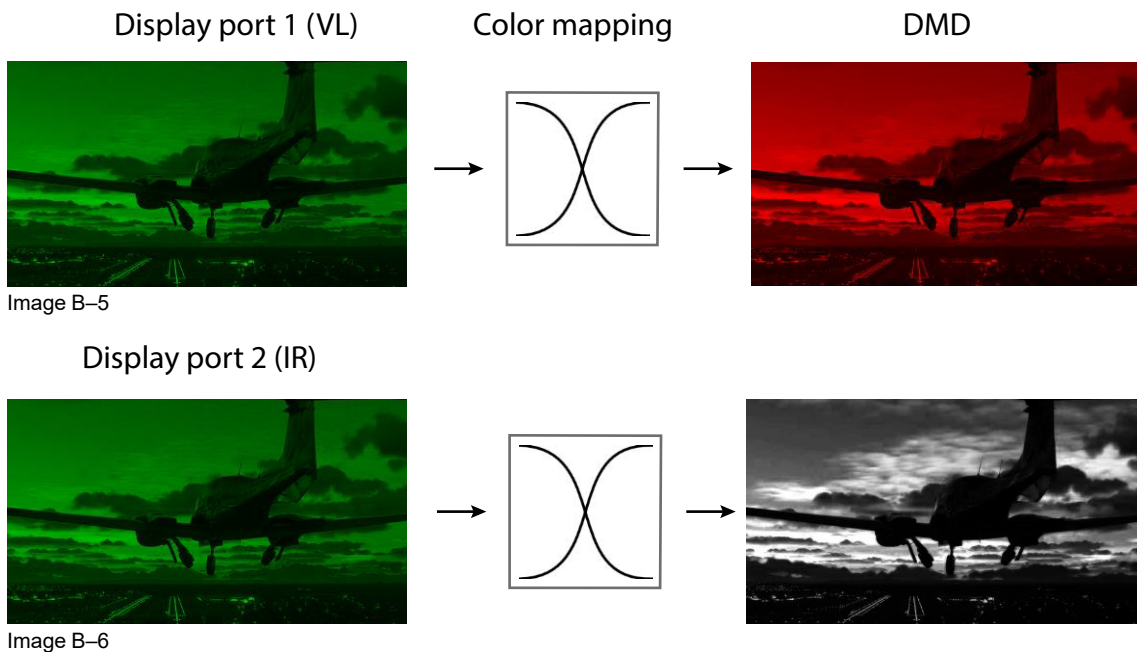 Display port 1 (VL)
Color mapping
DMD
Image B–5
Display port 2 (IR)
Image B–6